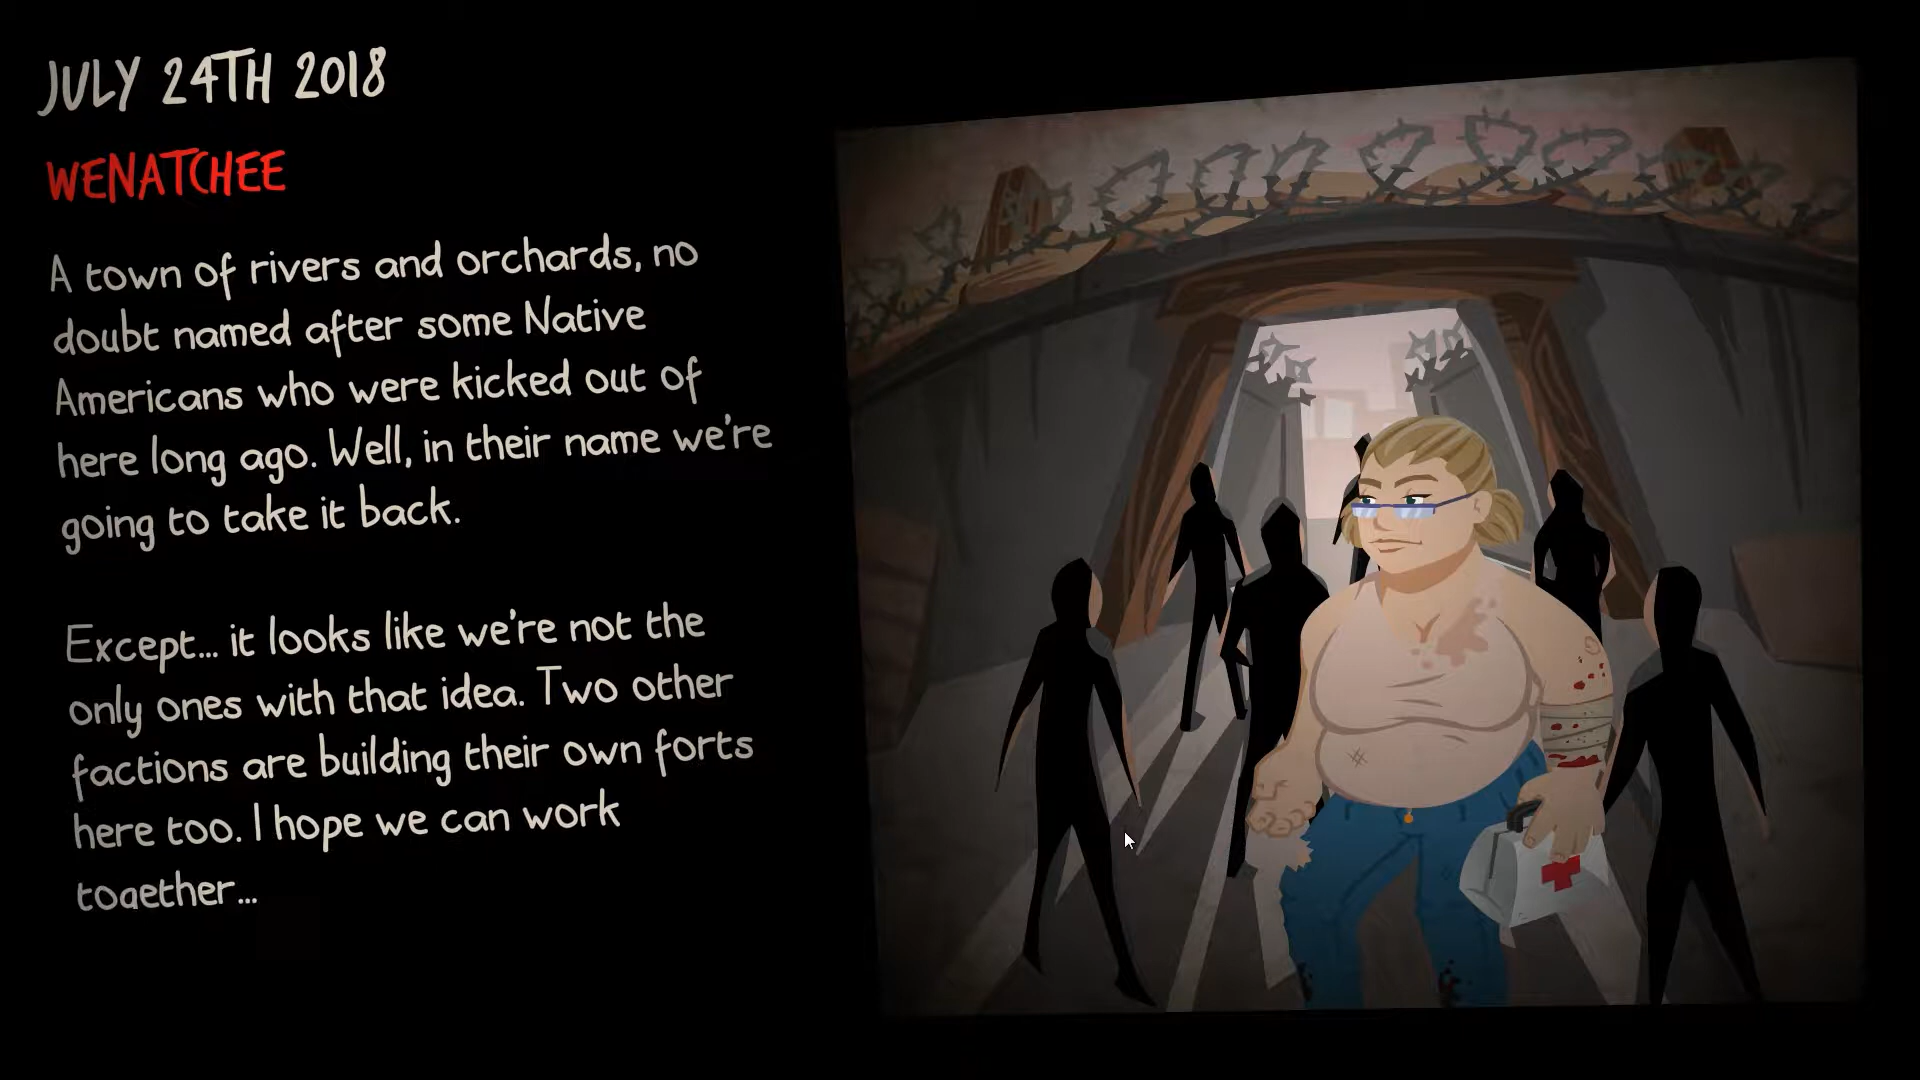 JULY 24TH 2018
WENATCHEE
A town of rivers and orchards, no
doubt named after some Native
Americans who were kicked out of
here long ago. Well, in their name we're
going to take it back.
Except... it looks like we're not the
only ones with that idea. Two other
factions are building their own forts
here too. I hope we can work
together...